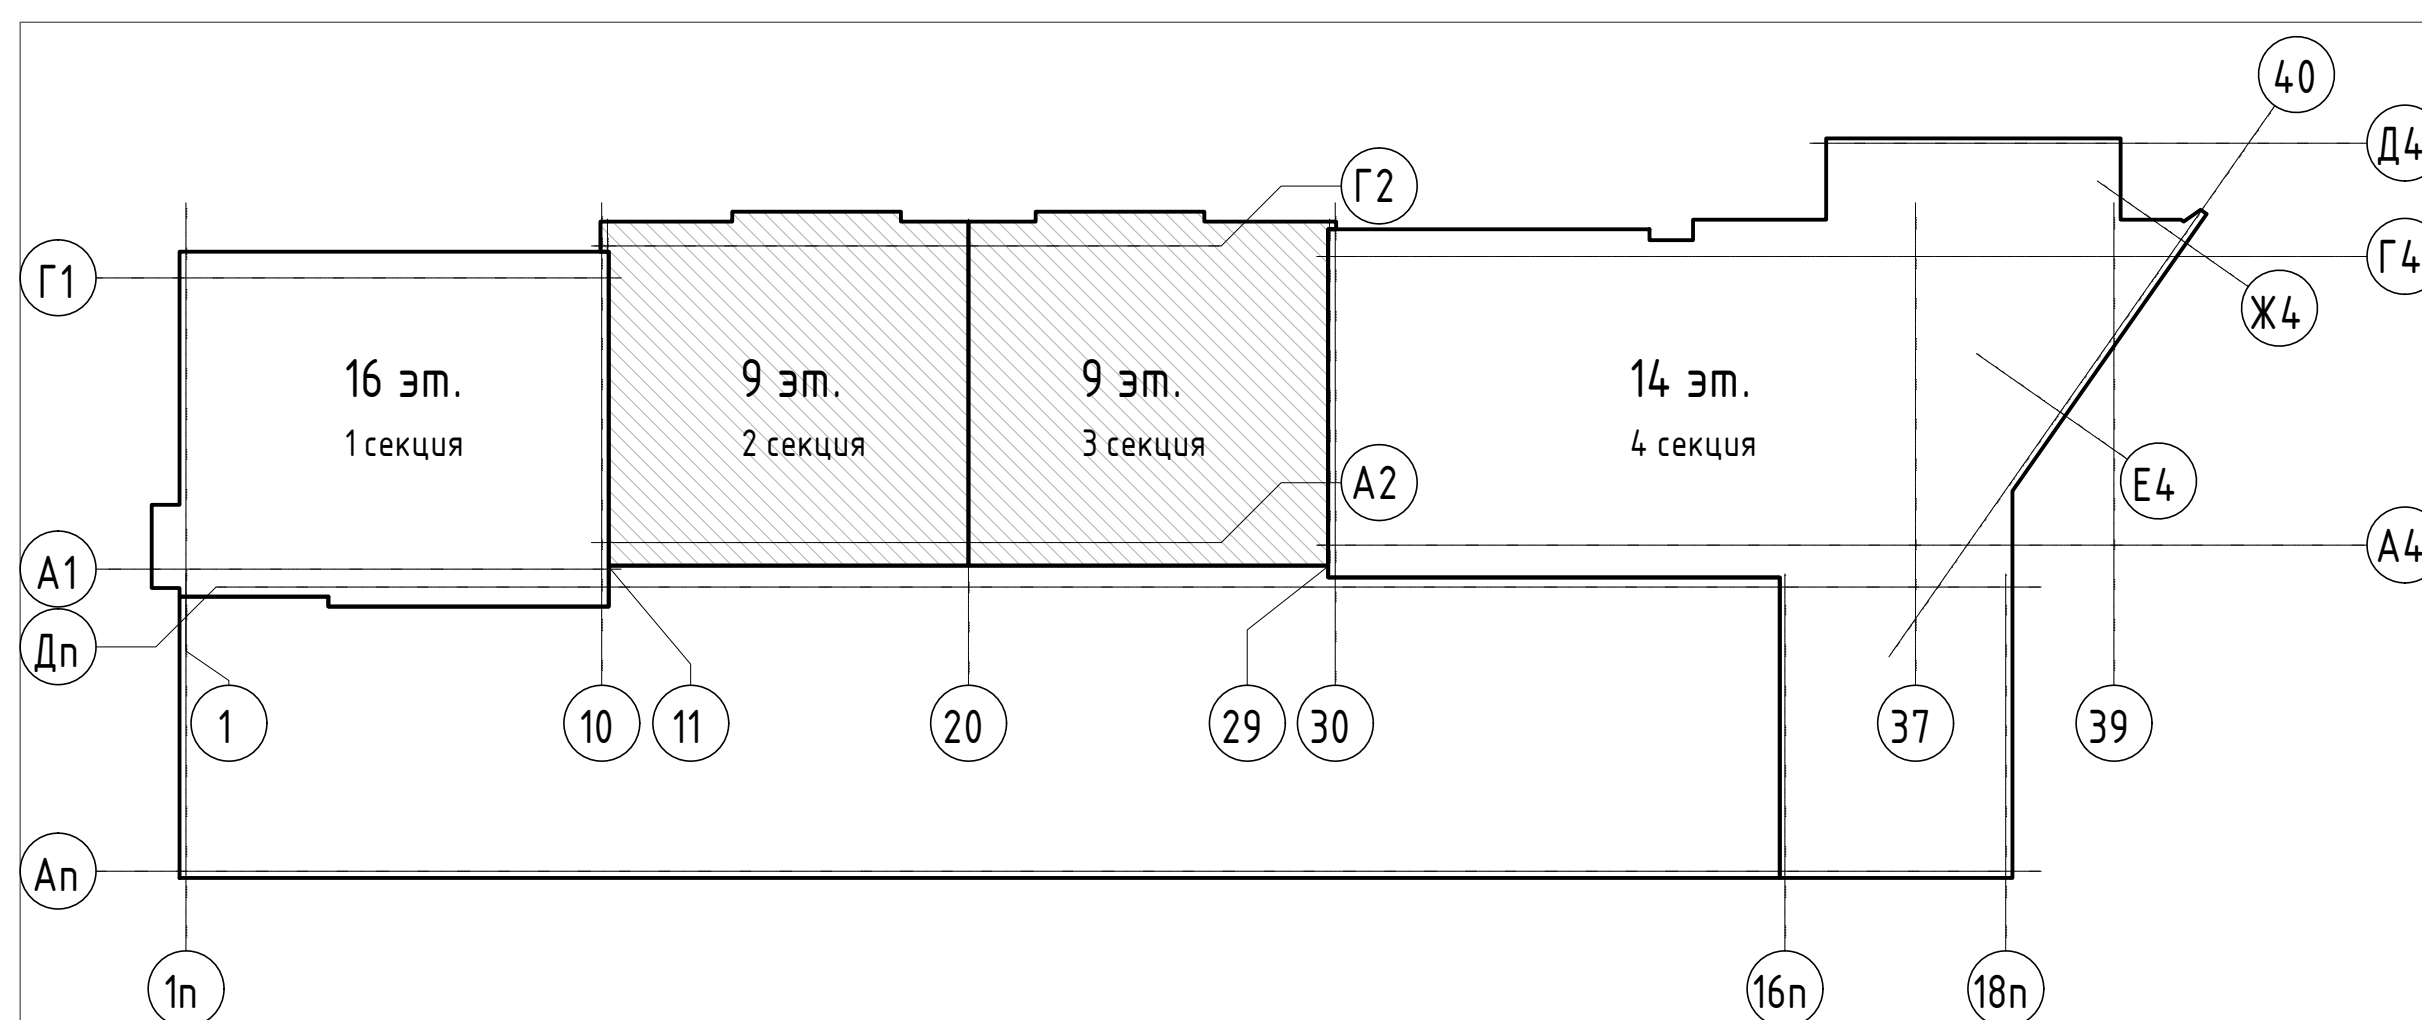 40
Д4
Г2
Г1
Г4
Ж4
16 эт.
9 эт.
9 эт.
14 эт.
1 секция
2 секция
3 секция
4 секция
А2
Е4
А1
А4
Дп
1
10
11
20
29
30
37
39
Ап
1п
16п
18п